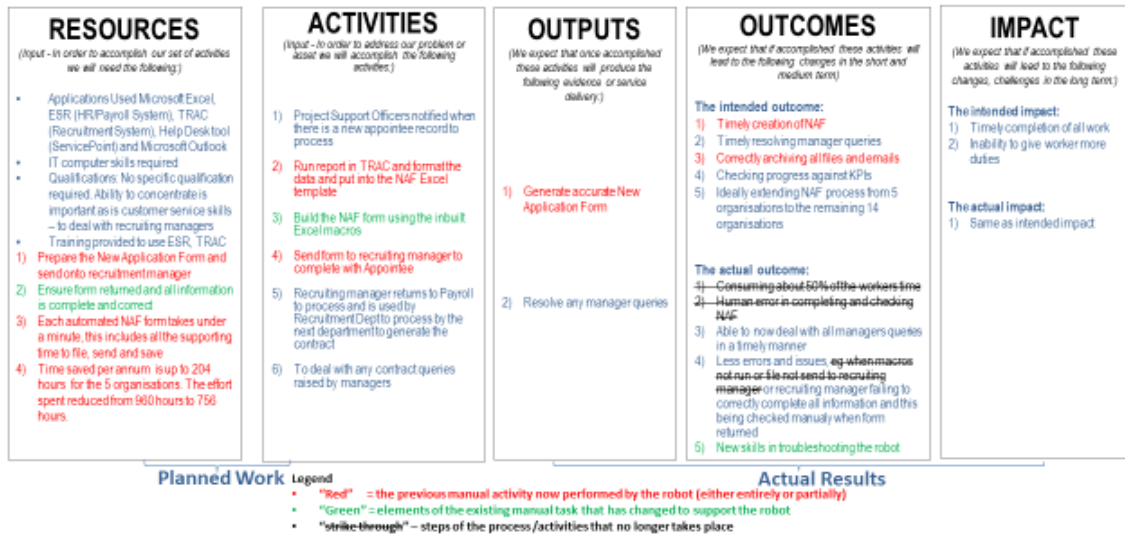 RESOURCES
(Input - In order to accomplish our set of activities
we will need the following:)
• Applications Used Microsoft Excel,
ESR (HR/Payroll System), TRAC
(Recruitment System), Help Desk tool
(ServicePoint) and Microsoft Outlook
• IT computer skills required
• Qualifications: No specific qualification
required. Ability to concentrate is
important as is customer service skills
– to deal with recruiting managers
• Training provided to use ESR, TRAC
1) Prepare the New Application Form and
send onto recruitment manager
2) Ensure form returned and all information
is complete and correct
3) Each automated NAF form takes under
a minute, this includes all the supporting
time to file, send and save
4) Time saved per annum is up to 204
hours for the 5 organisations. The effort
spent reduced from 960 hours to 756
hours.
ACTIVITIES
(Input - In order to address our problem or
asset we will accomplish the following
activities:)
1) Project Support Officers notified when
there is a new appointee record to
process
2) Run report in TRAC and format the
data and put into the NAF Excel
template
3) Build the NAF form using the inbuilt
Excel macros
4) Send form to recruiting manager to
complete with Appointee
5) Recruiting manager returns to Payroll
to process and is used by
Recruitment Dept to process by the
next department to generate the
contract
6) To deal with any contract queries
raised by managers
OUTPUTS
(We expect that once accomplished
these activities will produce the
following evidence or service
delivery:)
1) Generate accurate New
Application Form
2) Resolve any manager queries
OUTCOMES
(We expect that if accomplished these activities will
lead to the following changes in the short and
medium term)
The intended outcome:
1) Timely creation of NAF
2) Timely resolving manager queries
3) Correctly archiving all files and emails
4) Checking progress against KPIs
5) Ideally extending NAF process from 5
organisations to the remaining 14
organisations
The actual outcome:
1) Consuming about 50% of the workers time
2) Human error in completing and checking
NAF
3) Able to now deal with all managers queries
in a timely manner
4) Less errors and issues, eg when macros
not run or file not send to recruiting
manager or recruiting manager failing to
correctly complete all information and this
being checked manualy when form
returned
5) New skills in troubleshooting the robot
IMPACT
(We expect that if accomplished these
activities will lead to the following
changes, challenges in the long term:)
The intended impact:
1) Timely completion of all work
2) Inability to give worker more
duties
The actual impact:
1) Same as intended impact
Planned Work
Actual Results
Legend
• "Red" = the previous manual activity now performed by the robot (either entirely or partially)
• "Green" = elements of the existing manual task that has changed to support the robot
• "strike through" – steps of the process/activities that no longer takes place